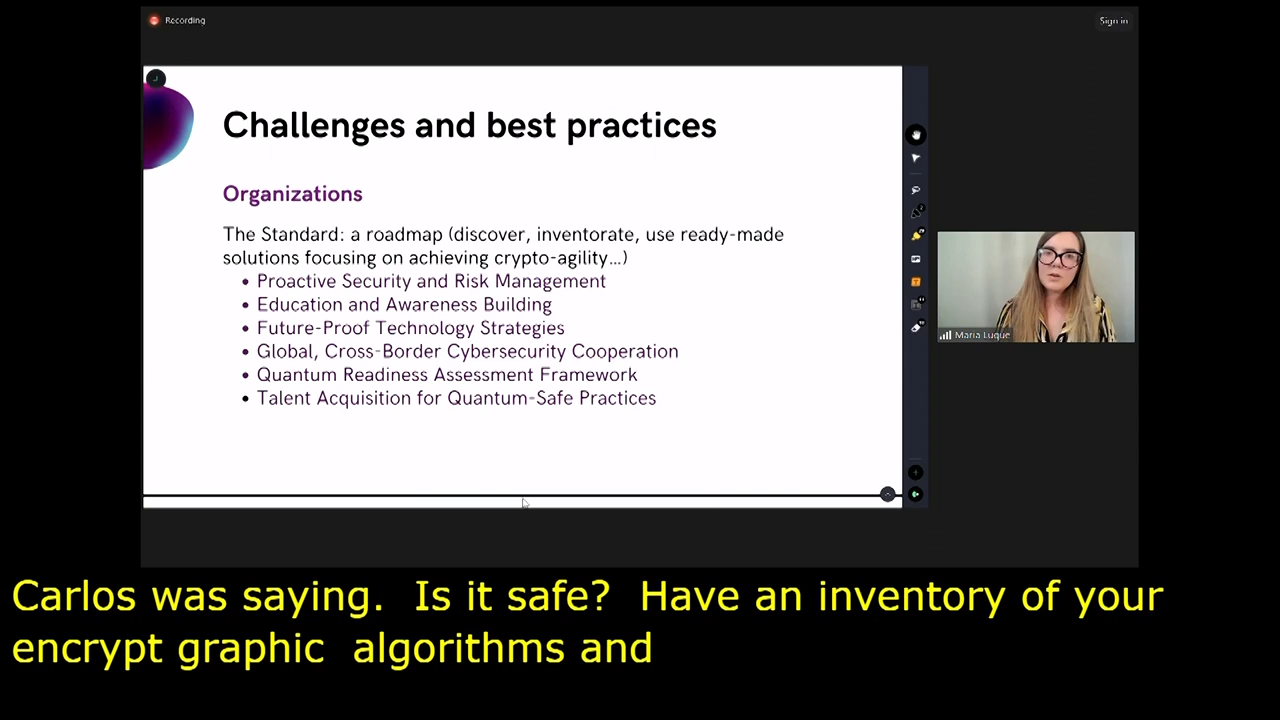 Recording
Sign in
Challenges and best practices
Organizations
The Standard: a roadmap (discover, inventorate, use ready-made
solutions focusing on achieving crypto-agility...)
• Proactive Security and Risk Management
• Education and Awareness Building
• Future-Proof Technology Strategies
• Global, Cross-Border Cybersecurity Cooperation
• Quantum Readiness Assessment Framework
• Talent Acquisition for Quantum-Safe Practices
Maria Luque
Carlos was saying.  Is it safe?  Have an inventory of your
encrypt graphic  algorithms and